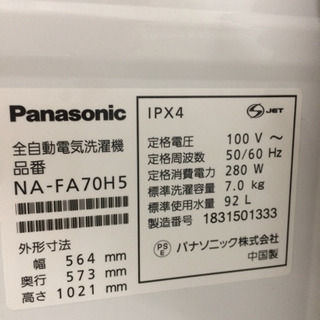 Panasonic
全自動電気洗濯機
品番
NA-FA70H5
外形寸法
幅 564 mm
奥行 573 mm
高さ 1021 mm
IPX4
S JET
定格電圧 100 V ~
定格周波数 50/60 Hz
定格消費電力 280 W
標準洗濯容量 7.0 kg
標準使用水量 92 L
製造番号 1831501333
PS E
パナソニック株式会社
中国製